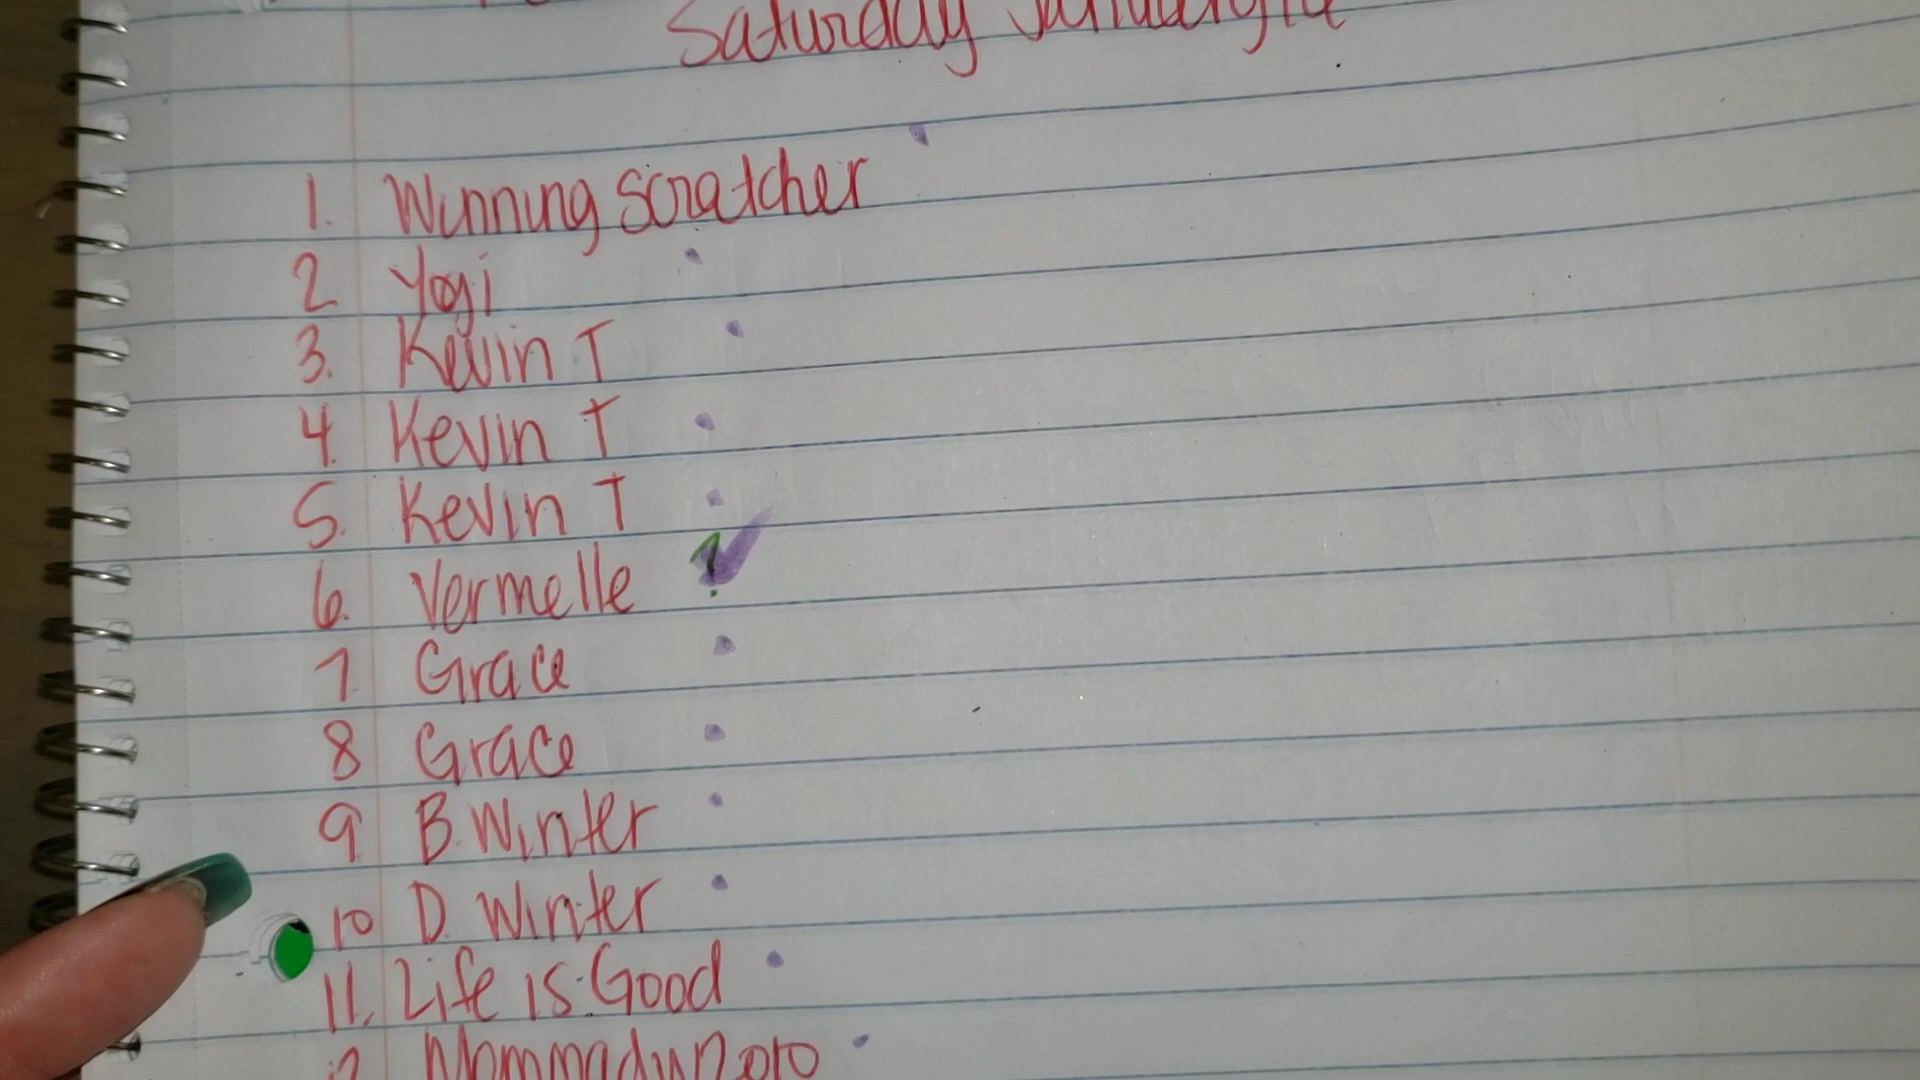 Saturday
1. Winning Scratcher
2 Yogi
3. Kevin T
4. Kevin T
5. Kevin T
6. Vermelle ?
7. Grace
8 Grace
9. B. Winter
10 D. Winter
11. Life is Good